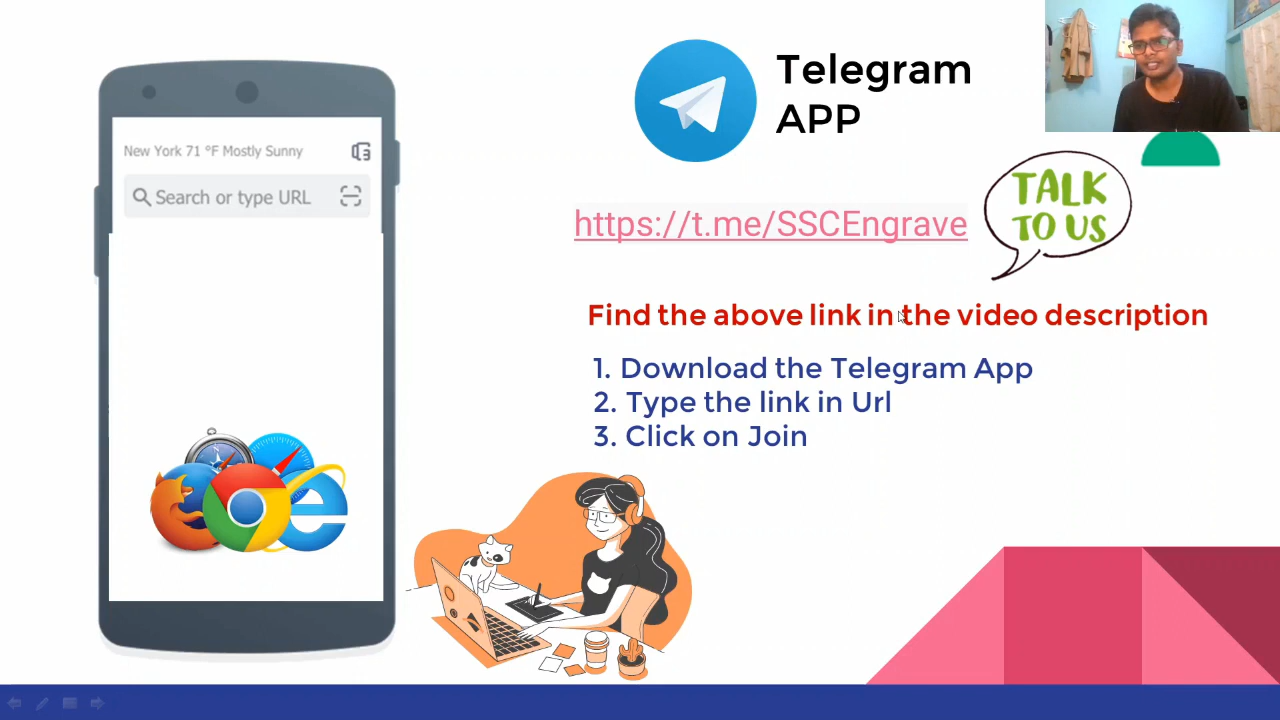 New York 71 °F Mostly Sunny
Search or type URL
Telegram
APP
https://t.me/SSCEngrave
TALK
TO US
Find the above link in the video description
1. Download the Telegram App
2. Type the link in Url
3. Click on Join